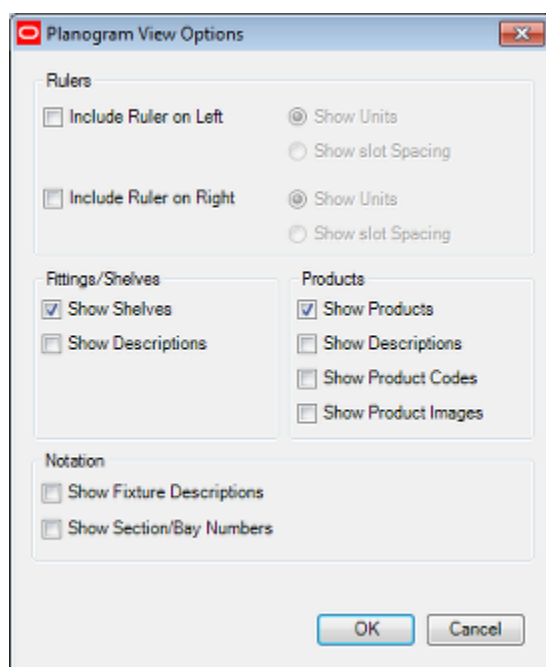 Planogram View Options
Rulers
Include Ruler on Left
Show Units
Show slot Spacing
Include Ruler on Right
Show Units
Show slot Spacing
Fittings/Shelves
Show Shelves
Show Descriptions
Products
Show Products
Show Descriptions
Show Product Codes
Show Product Images
Notation
Show Fixture Descriptions
Show Section/Bay Numbers
OK
Cancel